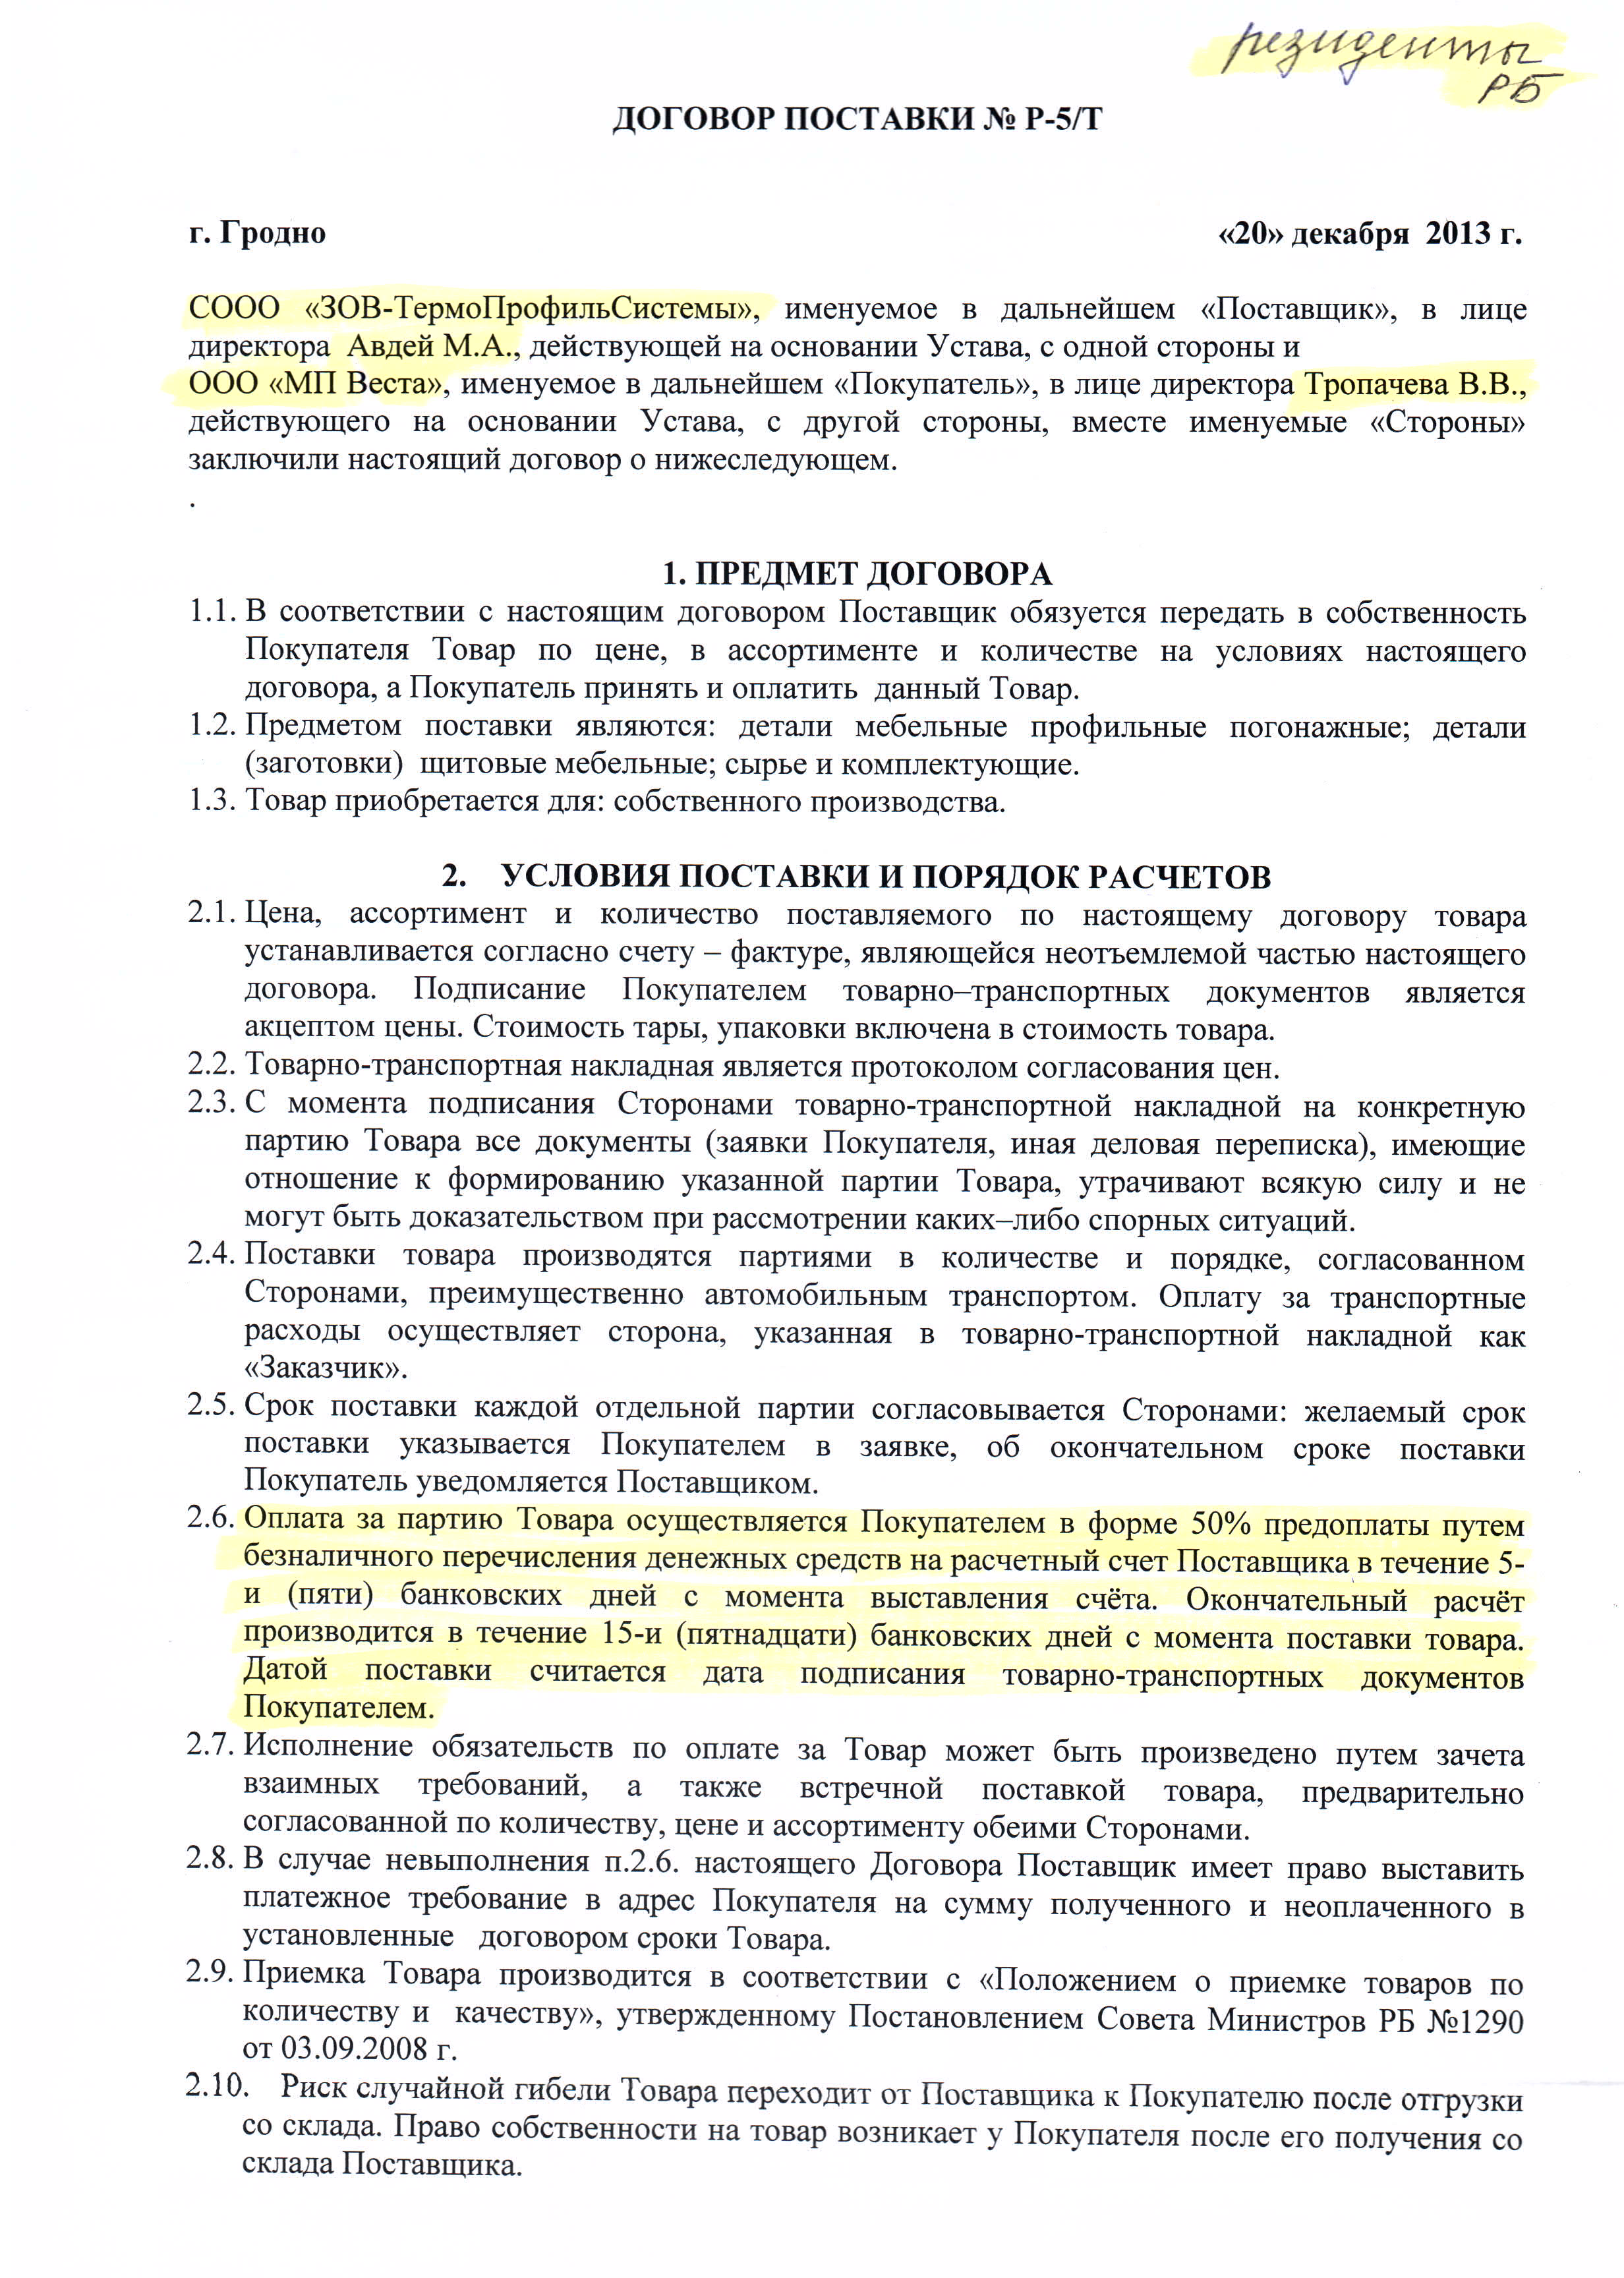 резиденты
РБ
ДОГОВОР ПОСТАВКИ № Р-5/Т
г. Гродно «20» декабря 2013 г.
СООО «ЗОВ-ТермоПрофильСистемы», именуемое в дальнейшем «Поставщик», в лице
директора Авдей М.А., действующей на основании Устава, с одной стороны и
ООО «МП Веста», именуемое в дальнейшем «Покупатель», в лице директора Тропачева В.В.,
действующего на основании Устава, с другой стороны, вместе именуемые «Стороны»
заключили настоящий договор о нижеследующем.
.
1. ПРЕДМЕТ ДОГОВОРА
1.1. В соответствии с настоящим договором Поставщик обязуется передать в собственность
Покупателя Товар по цене, в ассортименте и количестве на условиях настоящего
договора, а Покупатель принять и оплатить данный Товар.
1.2. Предметом поставки являются: детали мебельные профильные погонажные; детали
(заготовки) щитовые мебельные; сырье и комплектующие.
1.3. Товар приобретается для: собственного производства.
2. УСЛОВИЯ ПОСТАВКИ И ПОРЯДОК РАСЧЕТОВ
2.1. Цена, ассортимент и количество поставляемого по настоящему договору товара
устанавливается согласно счету – фактуре, являющейся неотъемлемой частью настоящего
договора. Подписание Покупателем товарно–транспортных документов является
акцептом цены. Стоимость тары, упаковки включена в стоимость товара.
2.2. Товарно-транспортная накладная является протоколом согласования цен.
2.3. С момента подписания Сторонами товарно-транспортной накладной на конкретную
партию Товара все документы (заявки Покупателя, иная деловая переписка), имеющие
отношение к формированию указанной партии Товара, утрачивают всякую силу и не
могут быть доказательством при рассмотрении каких–либо спорных ситуаций.
2.4. Поставки товара производятся партиями в количестве и порядке, согласованном
Сторонами, преимущественно автомобильным транспортом. Оплату за транспортные
расходы осуществляет сторона, указанная в товарно-транспортной накладной как
«Заказчик».
2.5. Срок поставки каждой отдельной партии согласовывается Сторонами: желаемый срок
поставки указывается Покупателем в заявке, об окончательном сроке поставки
Покупатель уведомляется Поставщиком.
2.6. Оплата за партию Товара осуществляется Покупателем в форме 50% предоплаты путем
безналичного перечисления денежных средств на расчетный счет Поставщика в течение 5-
и (пяти) банковских дней с момента выставления счёта. Окончательный расчёт
производится в течение 15-и (пятнадцати) банковских дней с момента поставки товара.
Датой поставки считается дата подписания товарно-транспортных документов
Покупателем.
2.7. Исполнение обязательств по оплате за Товар может быть произведено путем зачета
взаимных требований, а также встречной поставкой товара, предварительно
согласованной по количеству, цене и ассортименту обеими Сторонами.
2.8. В случае невыполнения п.2.6. настоящего Договора Поставщик имеет право выставить
платежное требование в адрес Покупателя на сумму полученного и неоплаченного в
установленные договором сроки Товара.
2.9. Приемка Товара производится в соответствии с «Положением о приемке товаров по
количеству и качеству», утвержденному Постановлением Совета Министров РБ №1290
от 03.09.2008 г.
2.10. Риск случайной гибели Товара переходит от Поставщика к Покупателю после отгрузки
со склада. Право собственности на товар возникает у Покупателя после его получения со
склада Поставщика.